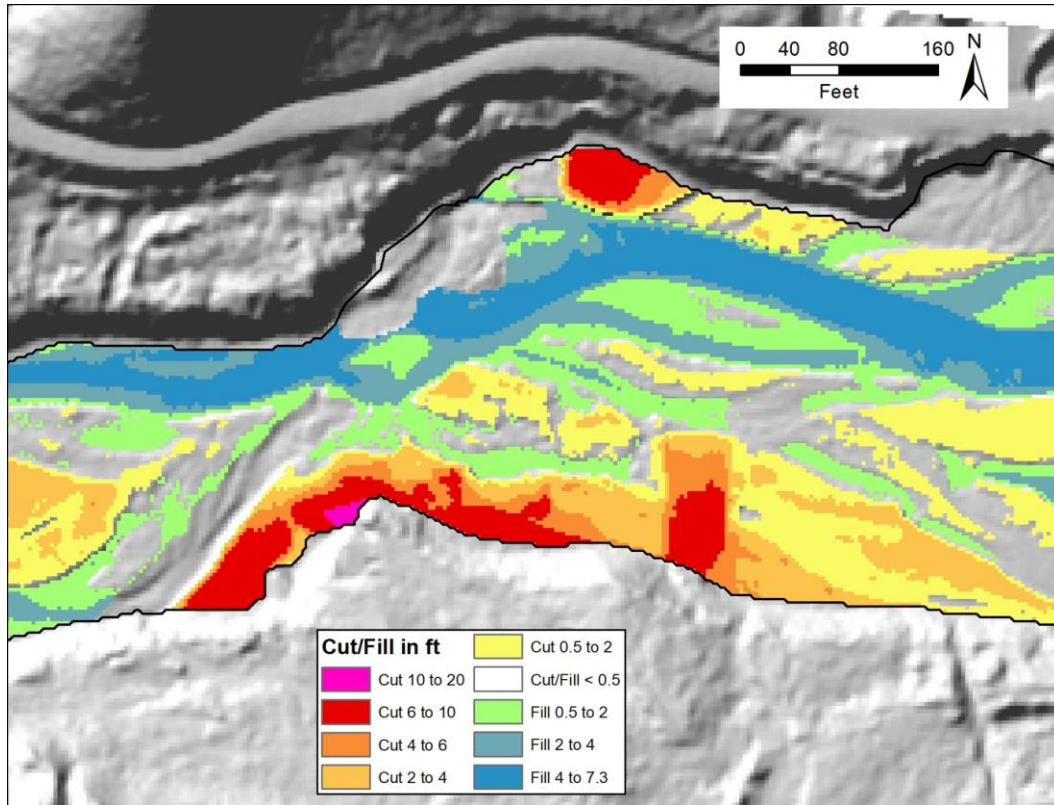 0 40 80 160
Feet
N
Cut/Fill in ft
Cut 10 to 20
Cut 6 to 10
Cut 4 to 6
Cut 2 to 4
Cut 0.5 to 2
Cut/Fill < 0.5
Fill 0.5 to 2
Fill 2 to 4
Fill 4 to 7.3